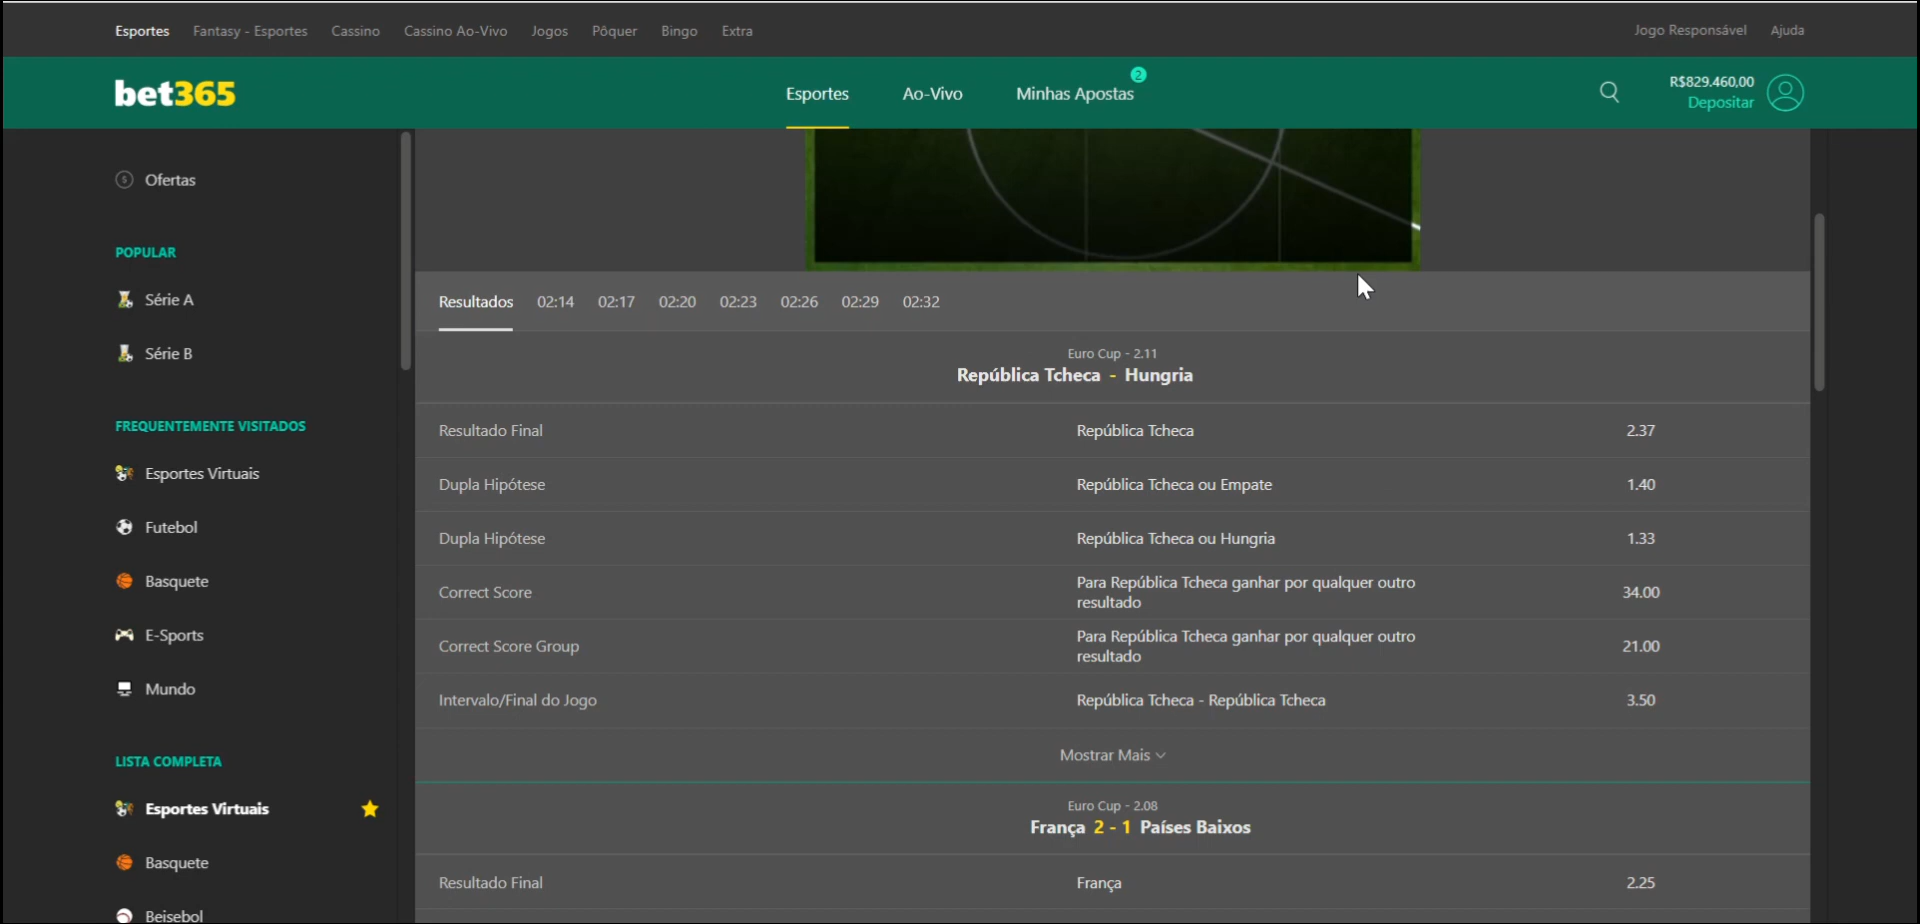 Esportes Fantasy - Esportes Cassino Cassino Ao-Vivo Jogos Pôquer Bingo Extra Jogo Responsável Ajuda
bet365 Esportes Ao-Vivo Minhas Apostas 2 R$829.460,00
Depositar
Ofertas
POPULAR
Série A
Série B
FREQUENTEMENTE VISITADOS
Esportes Virtuais
Futebol
Basquete
E-Sports
Mundo
LISTA COMPLETA
Esportes Virtuais
Basquete
Beisebol
Resultados 02:14 02:17 02:20 02:23 02:26 02:29 02:32
Euro Cup - 2.11
República Tcheca - Hungria
Resultado Final República Tcheca 2.37
Dupla Hipótese República Tcheca ou Empate 1.40
Dupla Hipótese República Tcheca ou Hungria 1.33
Correct Score Para República Tcheca ganhar por qualquer outro resultado 34.00
Correct Score Group Para República Tcheca ganhar por qualquer outro resultado 21.00
Intervalo/Final do Jogo República Tcheca - República Tcheca 3.50
Mostrar Mais
Euro Cup - 2.08
França 2 - 1 Países Baixos
Resultado Final França 2.25